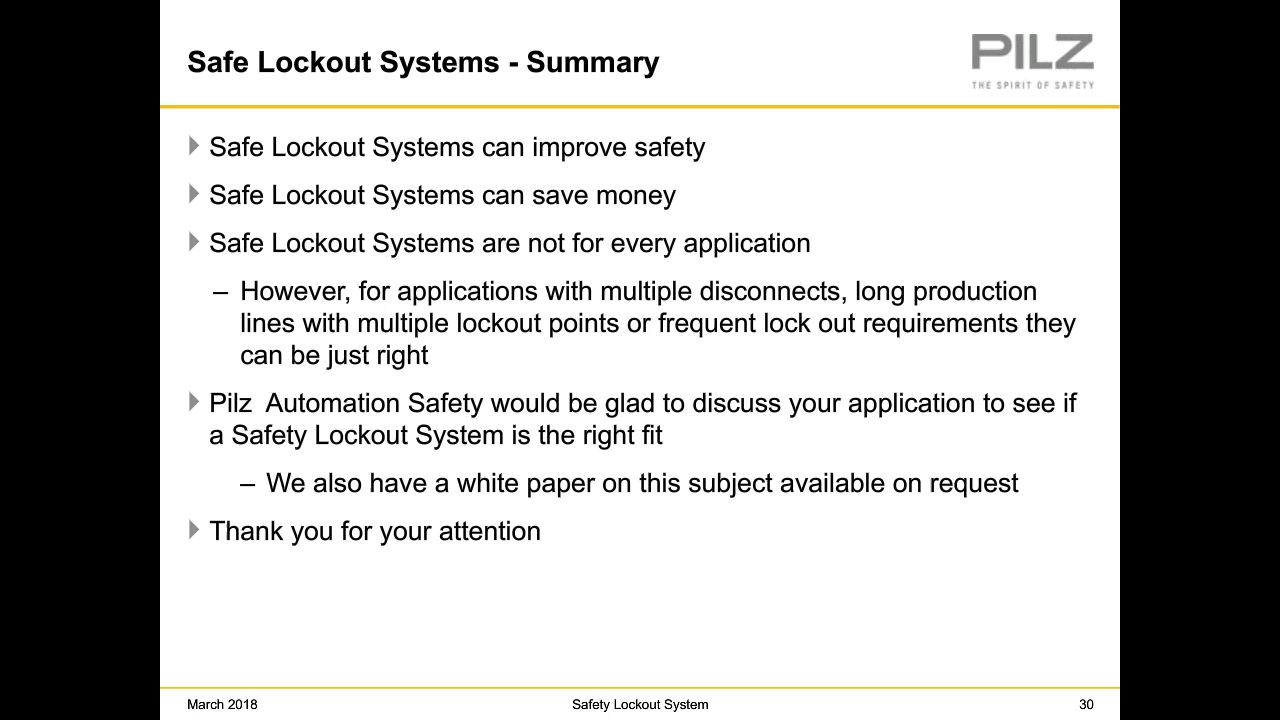 Safe Lockout Systems - Summary
PILZ
THE SPIRIT OF SAFETY
Safe Lockout Systems can improve safety
Safe Lockout Systems can save money
Safe Lockout Systems are not for every application
– However, for applications with multiple disconnects, long production
lines with multiple lockout points or frequent lock out requirements they
can be just right
Pilz  Automation Safety would be glad to discuss your application to see if
a Safety Lockout System is the right fit
– We also have a white paper on this subject available on request
Thank you for your attention
March 2018
Safety Lockout System
30